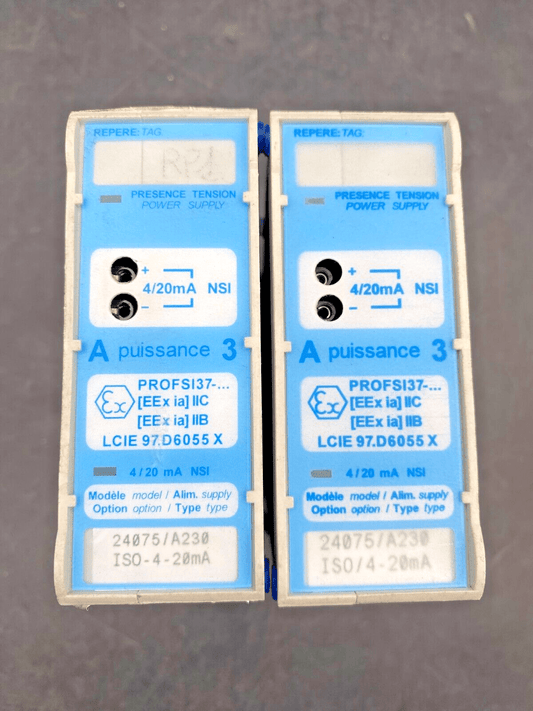 REPERE: TAG:
PRESENCE TENSION
POWER SUPPLY
+
4/20mA NSI
-
A puissance 3
Ex
PROFSI37-...
[EEx ia] IIC
[EEx ia] IIB
LCIE 97.D6055 X
4 / 20 mA NSI
Modèle model / Alim. supply
Option option / Type type
24075/A230
ISO-4-20mA
REPERE: TAG:
PRESENCE TENSION
POWER SUPPLY
+
4/20mA NSI
-
A puissance 3
Ex
PROFSI37-...
[EEx ia] IIC
[EEx ia] IIB
LCIE 97.D6055 X
4 / 20 mA NSI
Modèle model / Alim. supply
Option option / Type type
24075/A230
ISO/4-20mA